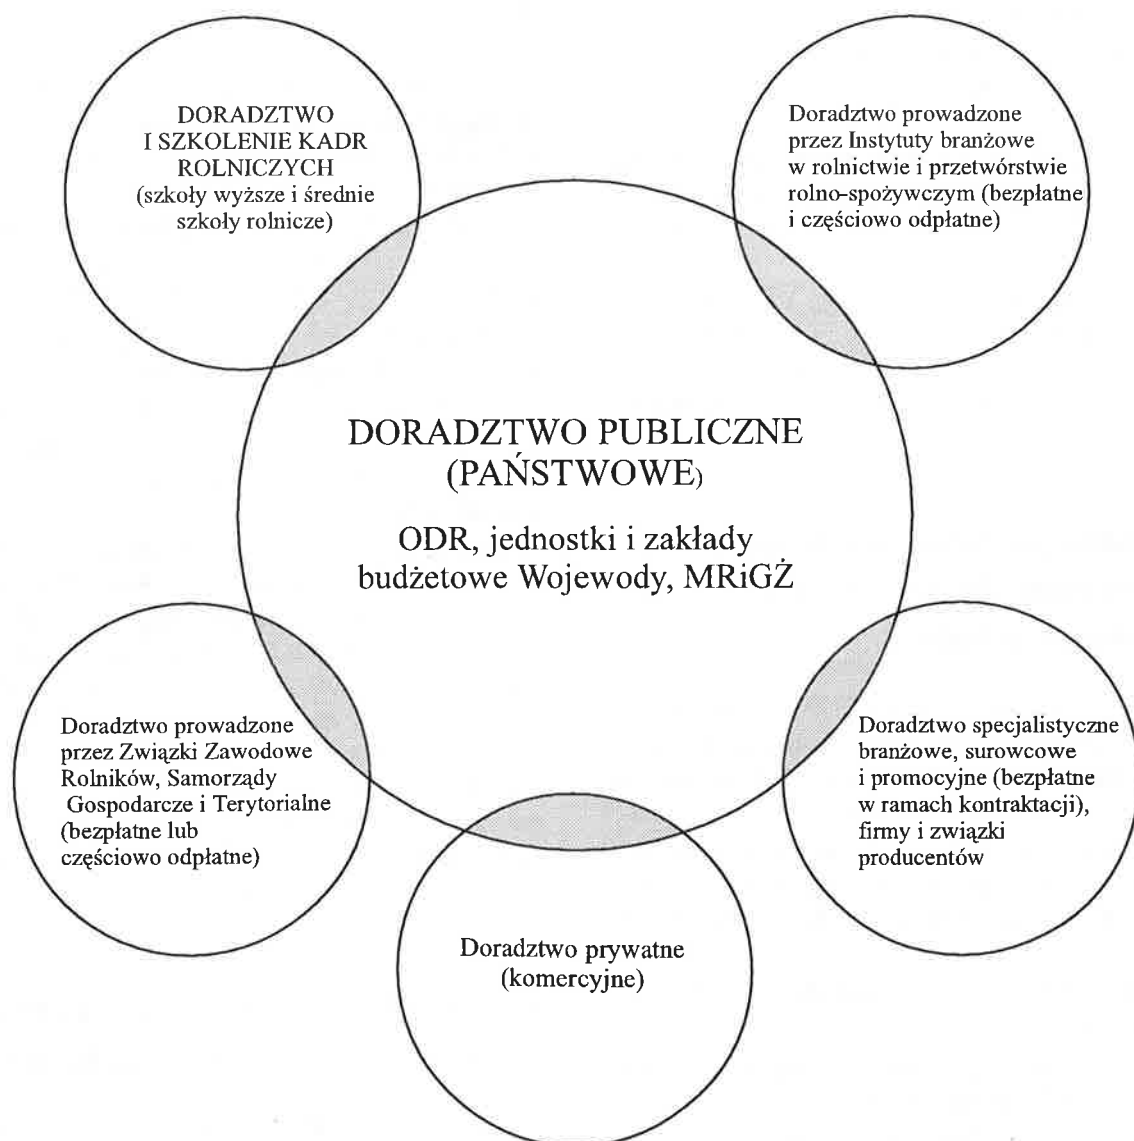 DORADZTWO
I SZKOLENIE KADR
ROLNICZYCH
(szkoły wyższe i średnie
szkoły rolnicze)
Doradztwo prowadzone
przez Instytuty branżowe
w rolnictwie i przetwórstwie
rolno-spożywczym (bezpłatne
i częściowo odpłatne)
DORADZTWO PUBLICZNE
(PAŃSTWOWE)
ODR, jednostki i zakłady
budżetowe Wojewody, MRiGŻ
Doradztwo prowadzone
przez Związki Zawodowe
Rolników, Samorządy
Gospodarcze i Terytorialne
(bezpłatne lub
częściowo odpłatne)
Doradztwo specjalistyczne
branżowe, surowcowe
i promocyjne (bezpłatne
w ramach kontraktacji),
firmy i związki
producentów
Doradztwo prywatne
(komercyjne)